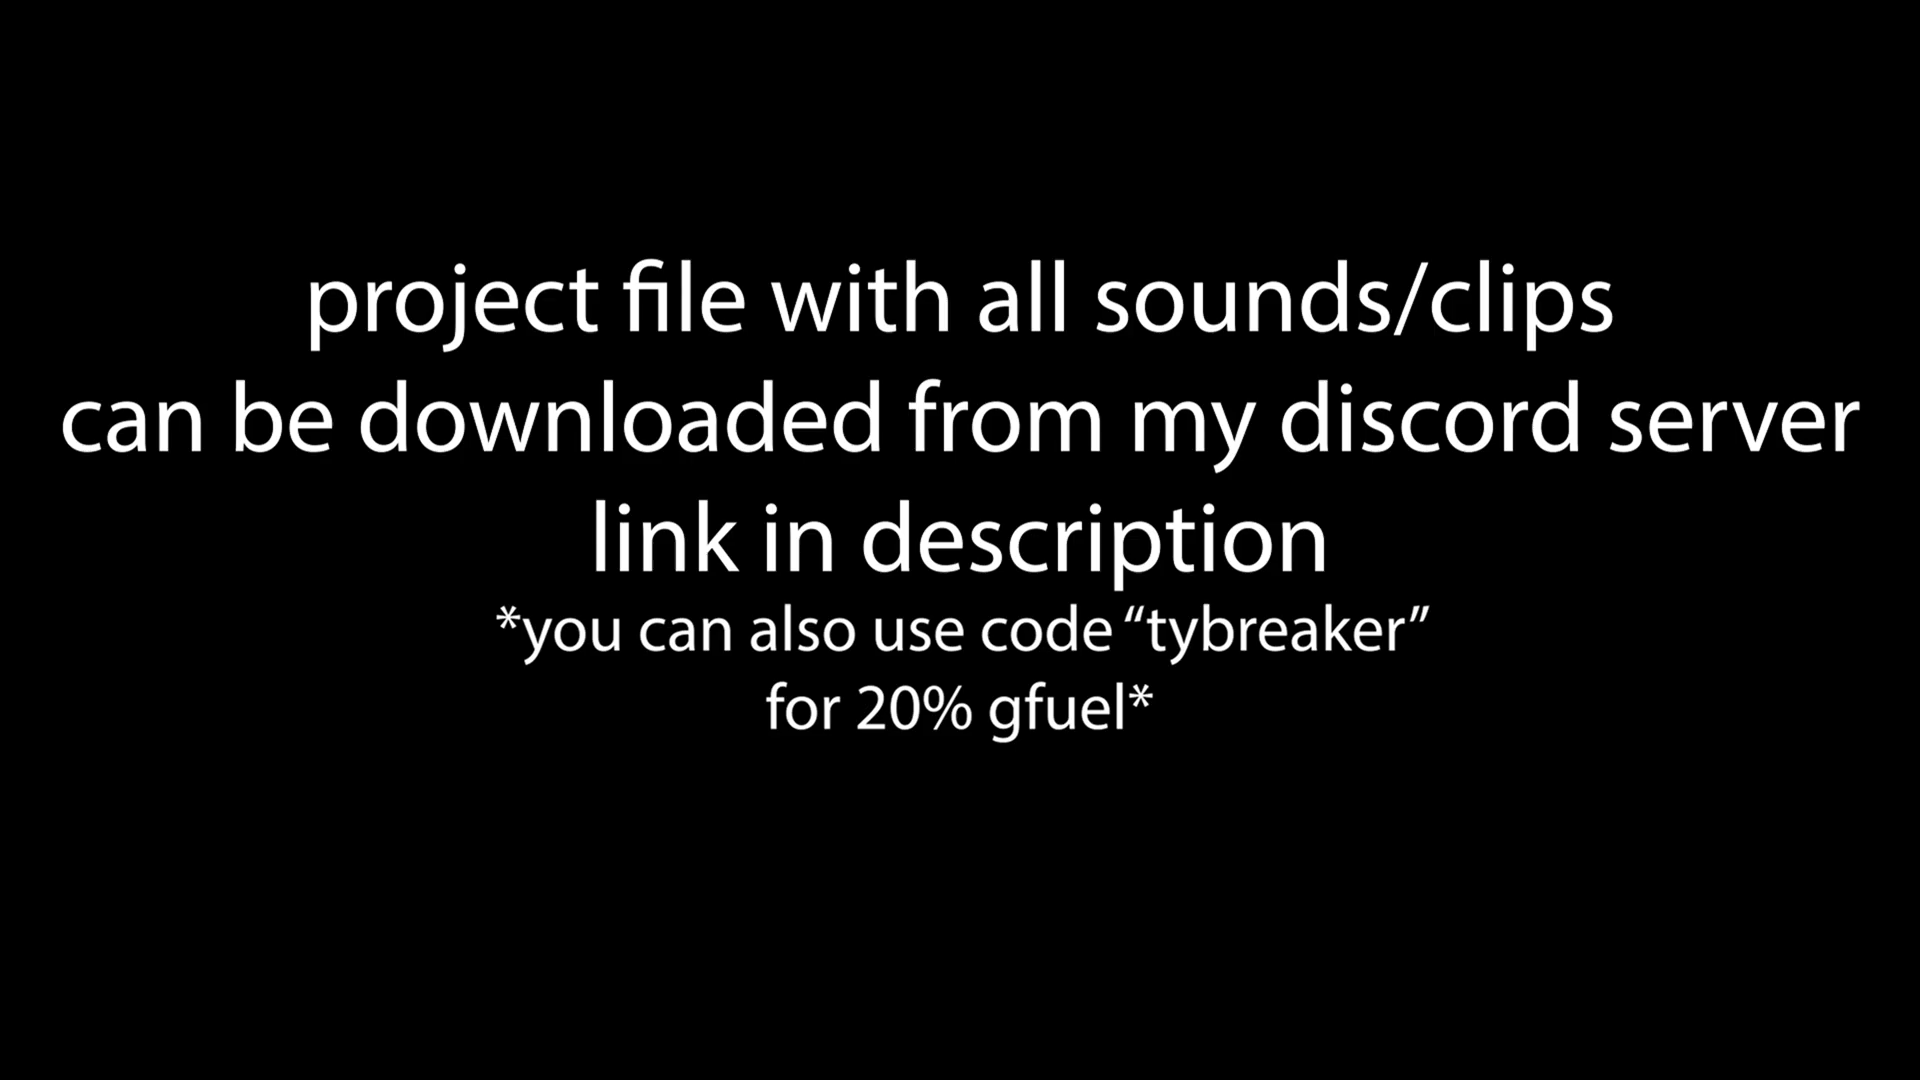 project file with all sounds/clips
can be downloaded from my discord server
link in description
*you can also use code “tybreaker”
for 20% gfuel*